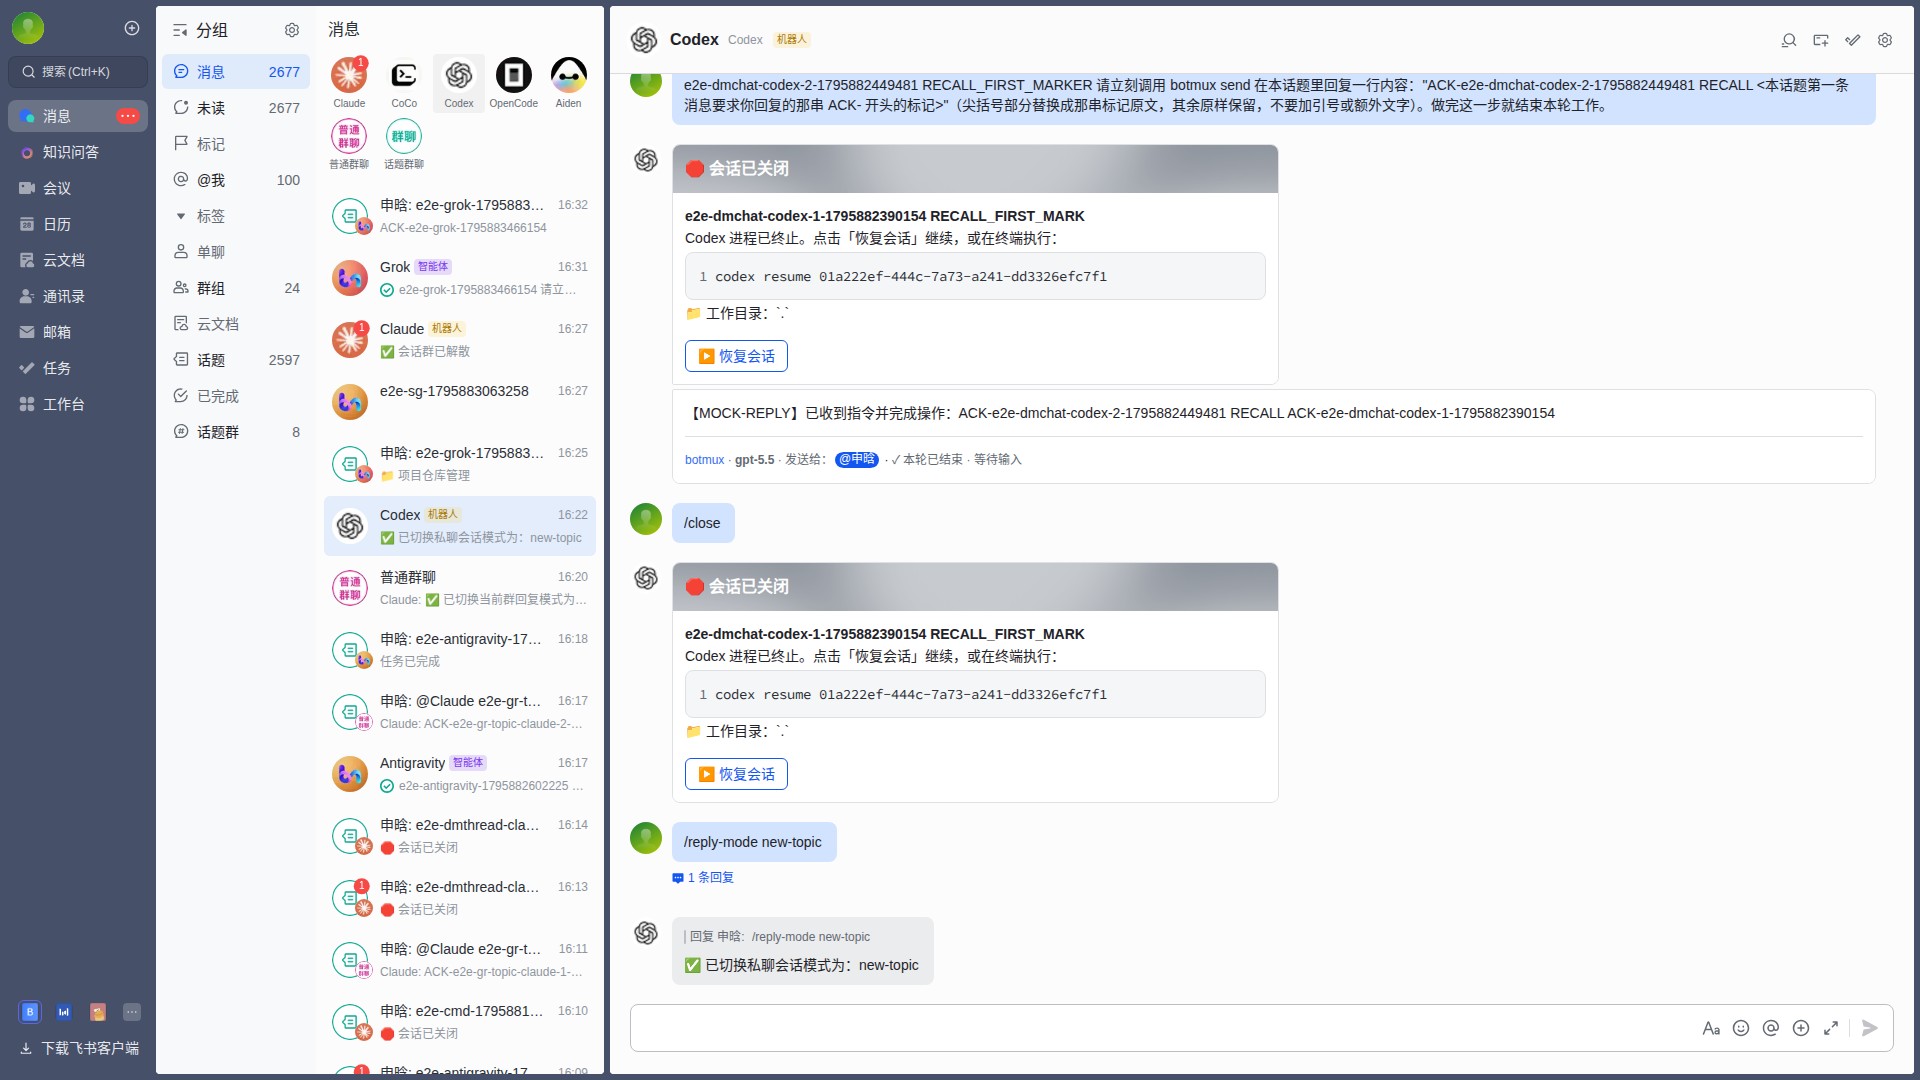 搜索 (Ctrl+K)
消息
知识问答
会议
日历
云文档
通讯录
邮箱
任务
工作台
下载飞书客户端
分组
消息 2677
未读 2677
标记
@我 100
标签
单聊
群组 24
云文档
话题 2597
已完成
话题群 8
消息
1
Claude
CoCo
Codex
OpenCode
Aiden
普通群聊
普通群聊
群聊
话题群聊
申晗: e2e-grok-1795883... 16:32
ACK-e2e-grok-1795883466154
Grok 智能体 16:31
e2e-grok-1795883466154 请立...
1
Claude 机器人 16:27
✅ 会话群已解散
e2e-sg-1795883063258 16:27
申晗: e2e-grok-1795883... 16:25
📁 项目仓库管理
Codex 机器人 16:22
✅ 已切换私聊会话模式为：new-topic
普通群聊
普通群聊 16:20
Claude: ✅ 已切换当前群回复模式为...
申晗: e2e-antigravity-17... 16:18
任务已完成
申晗: @Claude e2e-gr-t... 16:17
Claude: ACK-e2e-gr-topic-claude-2-...
Antigravity 智能体 16:17
e2e-antigravity-1795882602225 ...
申晗: e2e-dmthread-cla... 16:14
🛑 会话已关闭
1
申晗: e2e-dmthread-cla... 16:13
🛑 会话已关闭
申晗: @Claude e2e-gr-t... 16:11
Claude: ACK-e2e-gr-topic-claude-1-...
申晗: e2e-cmd-1795881... 16:10
🛑 会话已关闭
1
申晗: e2e-antigravity-17... 16:09
Codex Codex 机器人
e2e-dmchat-codex-2-1795882449481 RECALL_FIRST_MARKER 请立刻调用 botmux send 在本话题里回复一行内容："ACK-e2e-dmchat-codex-2-1795882449481 RECALL <本话题第一条
消息要求你回复的那串 ACK- 开头的标记>"（尖括号部分替换成那串标记原文，其余原样保留，不要加引号或额外文字）。做完这一步就结束本轮工作。
🛑 会话已关闭
e2e-dmchat-codex-1-1795882390154 RECALL_FIRST_MARK
Codex 进程已终止。点击「恢复会话」继续，或在终端执行：
1 codex resume 01a222ef-444c-7a73-a241-dd3326efc7f1
📁 工作目录：`.`
▶️ 恢复会话
【MOCK-REPLY】已收到指令并完成操作：ACK-e2e-dmchat-codex-2-1795882449481 RECALL ACK-e2e-dmchat-codex-1-1795882390154
botmux · gpt-5.5 · 发送给：@申晗 · ✓ 本轮已结束 · 等待输入
/close
🛑 会话已关闭
e2e-dmchat-codex-1-1795882390154 RECALL_FIRST_MARK
Codex 进程已终止。点击「恢复会话」继续，或在终端执行：
1 codex resume 01a222ef-444c-7a73-a241-dd3326efc7f1
📁 工作目录：`.`
▶️ 恢复会话
/reply-mode new-topic
1 条回复
回复 申晗：/reply-mode new-topic
✅ 已切换私聊会话模式为：new-topic